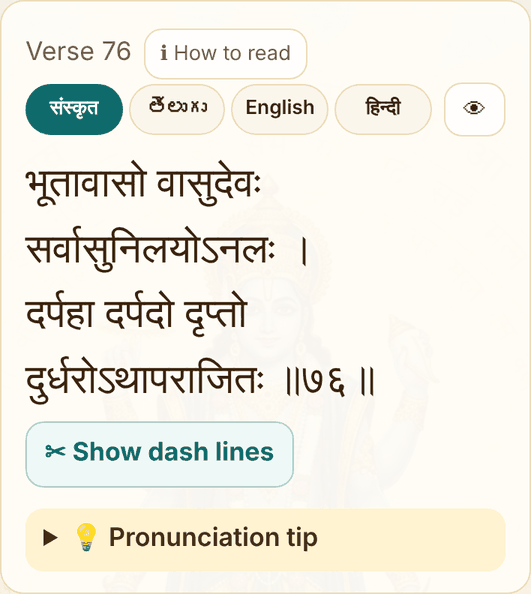 Verse 76 ℹ How to read
संस्कृत తెలుగు English हिन्दी
भूतावासो वासुदेवः
सर्वासुनिलयोऽनलः ।
दर्पहा दर्पदो दृप्तो
दुर्धरोऽथापराजितः ॥७६॥
✂ Show dash lines
▶ 💡 Pronunciation tip